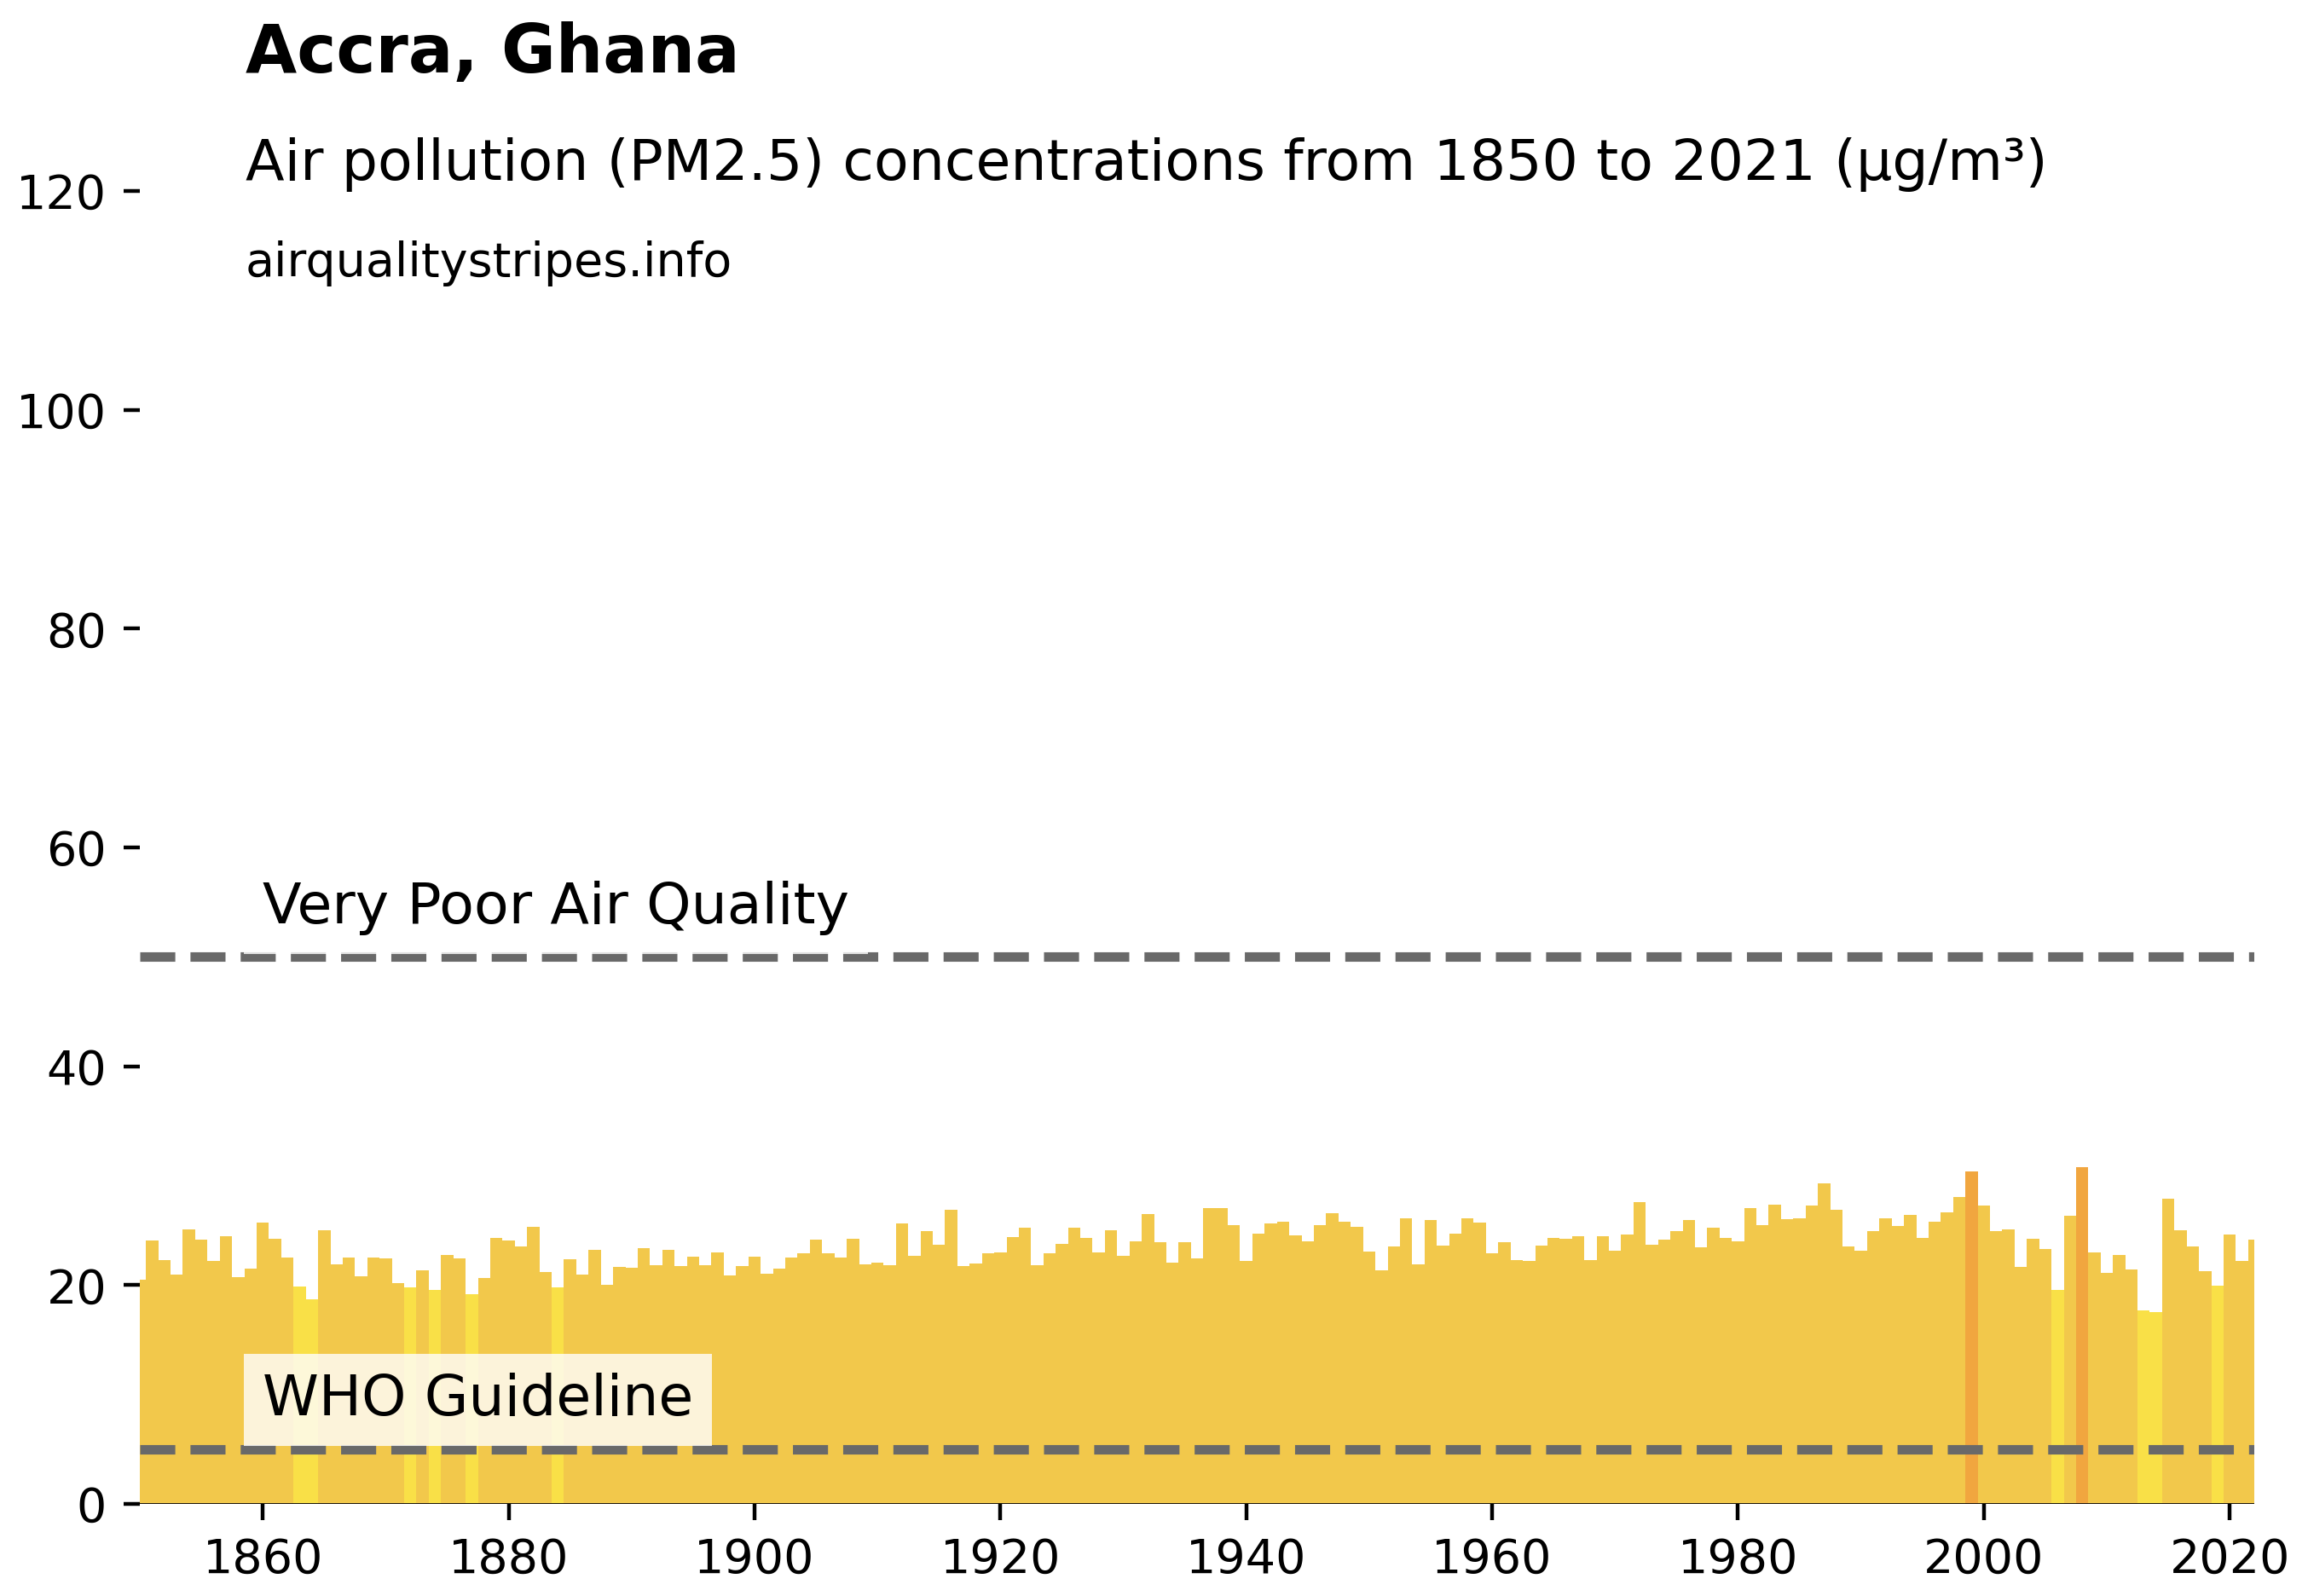 Accra, Ghana
Air pollution (PM2.5) concentrations from 1850 to 2021 (μg/m³)
airqualitystripes.info
120
100
80
60
Very Poor Air Quality
40
20
WHO Guideline
0
1860 1880 1900 1920 1940 1960 1980 2000 2020